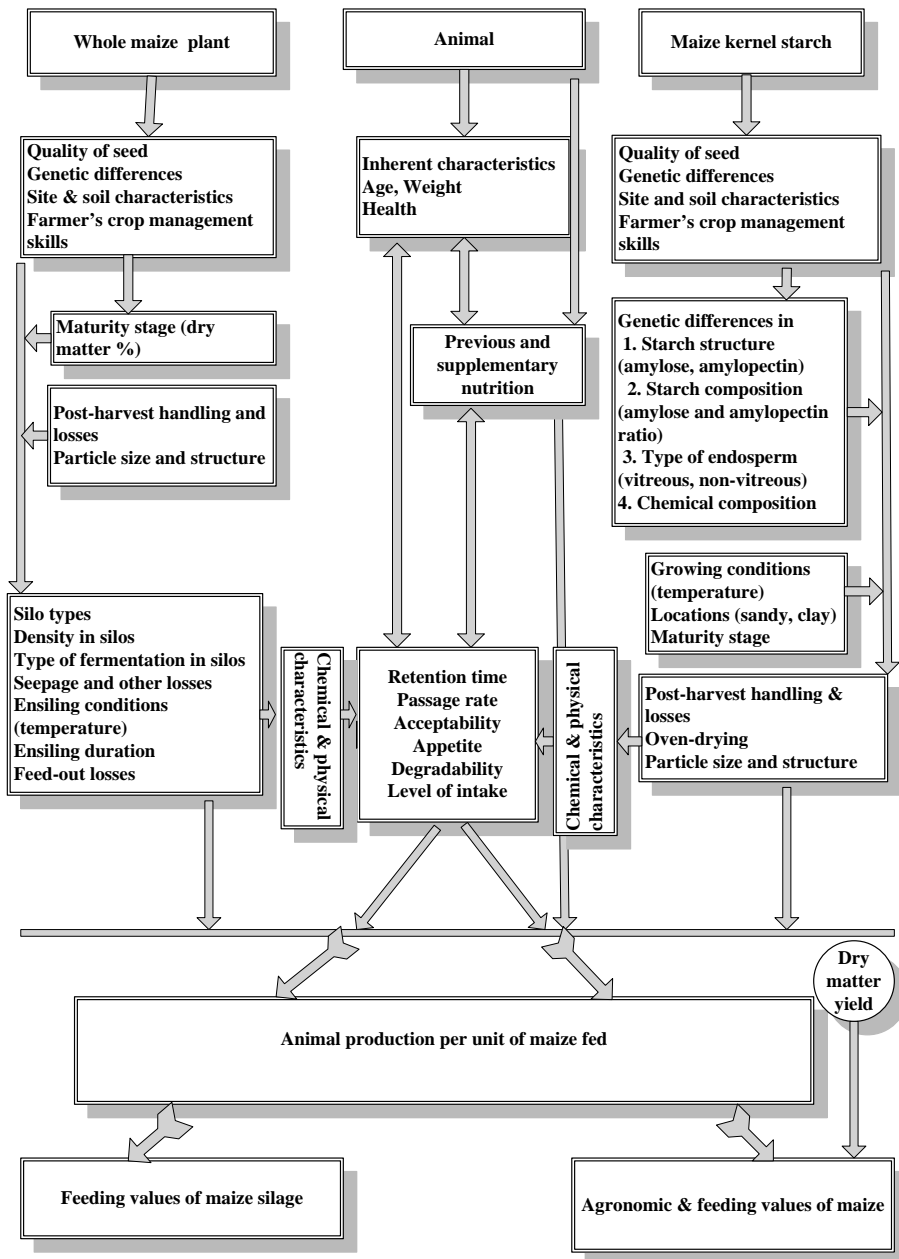 Whole maize plant
Animal
Maize kernel starch
Quality of seed
Genetic differences
Site & soil characteristics
Farmer's crop management
skills
Inherent characteristics
Age, Weight
Health
Quality of seed
Genetic differences
Site and soil characteristics
Farmer's crop management
skills
Maturity stage (dry
matter %)
Previous and
supplementary
nutrition
Genetic differences in
1. Starch structure
(amylose, amylopectin)
2. Starch composition
(amylose and amylopectin
ratio)
3. Type of endosperm
(vitreous, non-vitreous)
4. Chemical composition
Post-harvest handling and
losses
Particle size and structure
Growing conditions
(temperature)
Locations (sandy, clay)
Maturity stage
Silo types
Density in silos
Type of fermentation in silos
Seepage and other losses
Ensiling conditions
(temperature)
Ensiling duration
Feed-out losses
Chemical & physical
characteristics
Retention time
Passage rate
Acceptability
Appetite
Degradability
Level of intake
Chemical & physical
characteristics
Post-harvest handling &
losses
Oven-drying
Particle size and structure
Dry
matter
yield
Animal production per unit of maize fed
Feeding values of maize silage
Agronomic & feeding values of maize